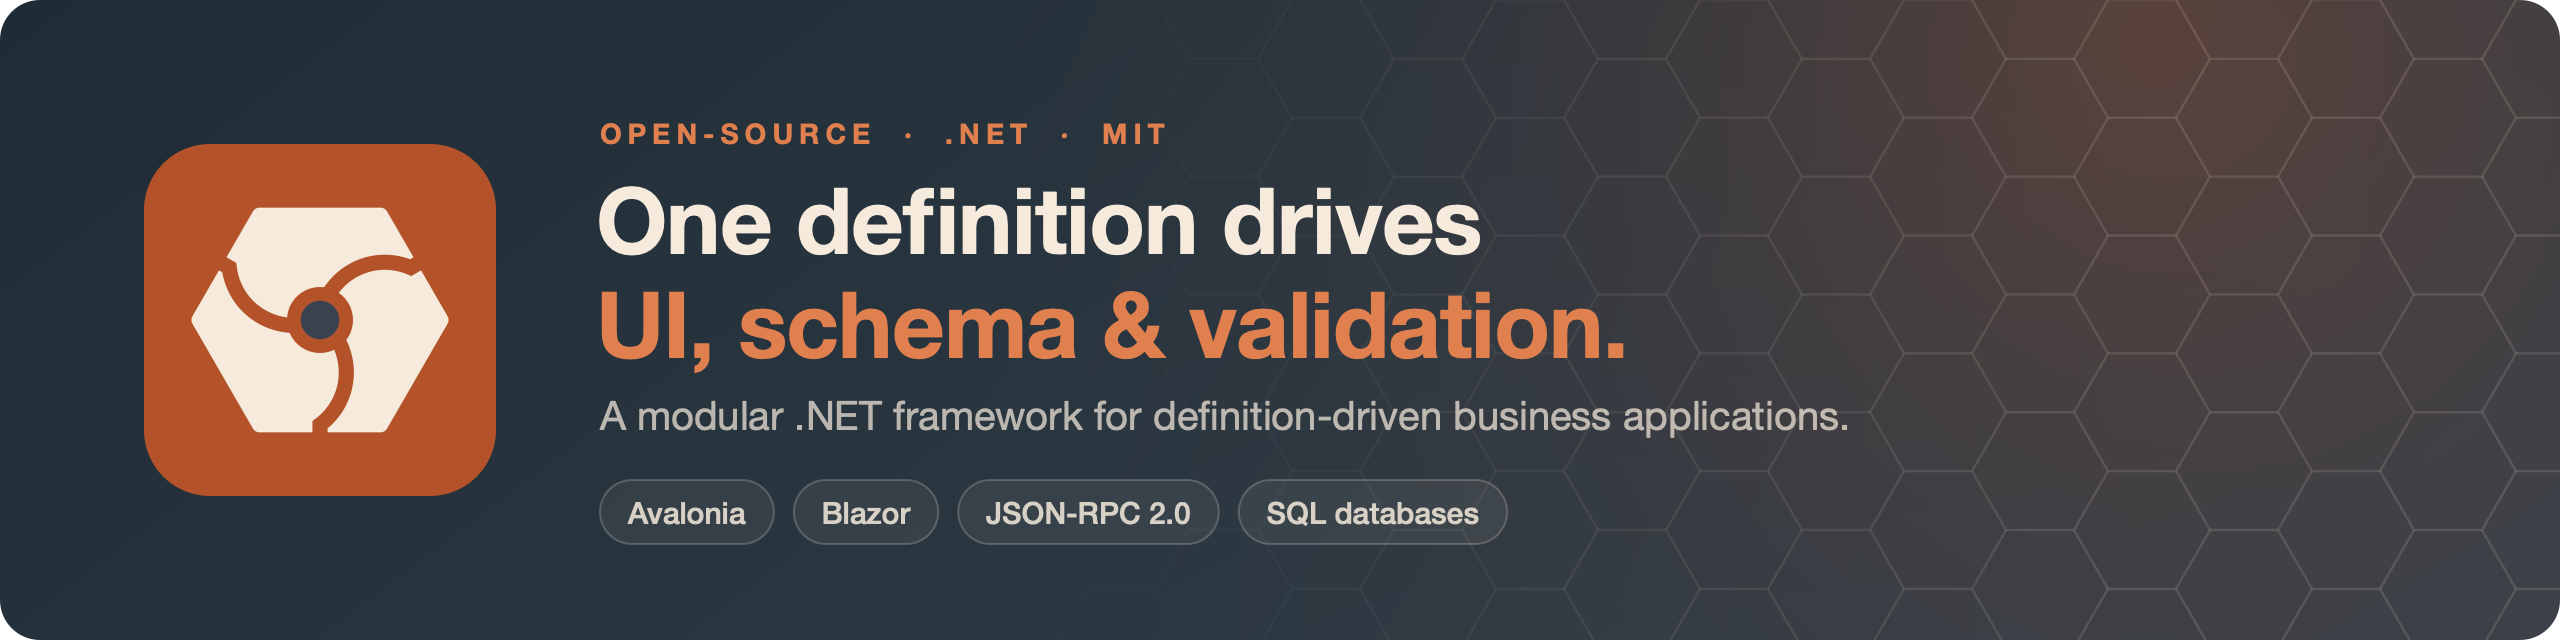 OPEN-SOURCE · .NET · MIT
One definition drives
UI, schema & validation.
A modular .NET framework for definition-driven business applications.
Avalonia Blazor JSON-RPC 2.0 SQL databases